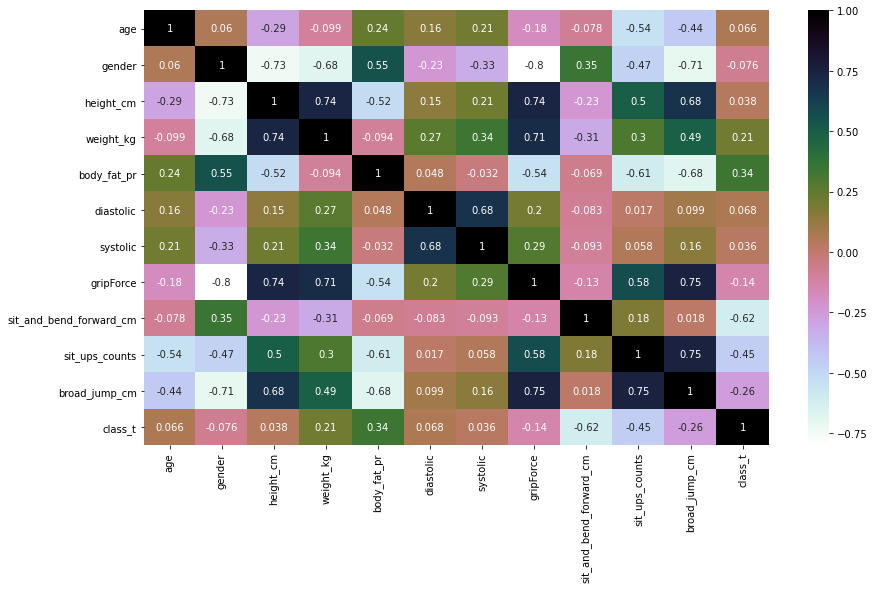 age 1 0.06 -0.29 -0.099 0.24 0.16 0.21 -0.18 -0.078 -0.54 -0.44 0.066
gender 0.06 1 -0.73 -0.68 0.55 -0.23 -0.33 -0.8 0.35 -0.47 -0.71 -0.076
height_cm -0.29 -0.73 1 0.74 -0.52 0.15 0.21 0.74 -0.23 0.5 0.68 0.038
weight_kg -0.099 -0.68 0.74 1 -0.094 0.27 0.34 0.71 -0.31 0.3 0.49 0.21
body_fat_pr 0.24 0.55 -0.52 -0.094 1 0.048 -0.032 -0.54 -0.069 -0.61 -0.68 0.34
diastolic 0.16 -0.23 0.15 0.27 0.048 1 0.68 0.2 -0.083 0.017 0.099 0.068
systolic 0.21 -0.33 0.21 0.34 -0.032 0.68 1 0.29 -0.093 0.058 0.16 0.036
gripForce -0.18 -0.8 0.74 0.71 -0.54 0.2 0.29 1 -0.13 0.58 0.75 -0.14
sit_and_bend_forward_cm -0.078 0.35 -0.23 -0.31 -0.069 -0.083 -0.093 -0.13 1 0.18 0.018 -0.62
sit_ups_counts -0.54 -0.47 0.5 0.3 -0.61 0.017 0.058 0.58 0.18 1 0.75 -0.45
broad_jump_cm -0.44 -0.71 0.68 0.49 -0.68 0.099 0.16 0.75 0.018 0.75 1 -0.26
class_t 0.066 -0.076 0.038 0.21 0.34 0.068 0.036 -0.14 -0.62 -0.45 -0.26 1
age
gender
height_cm
weight_kg
body_fat_pr
diastolic
systolic
gripForce
sit_and_bend_forward_cm
sit_ups_counts
broad_jump_cm
class_t
1.00
0.75
0.50
0.25
0.00
−0.25
−0.50
−0.75